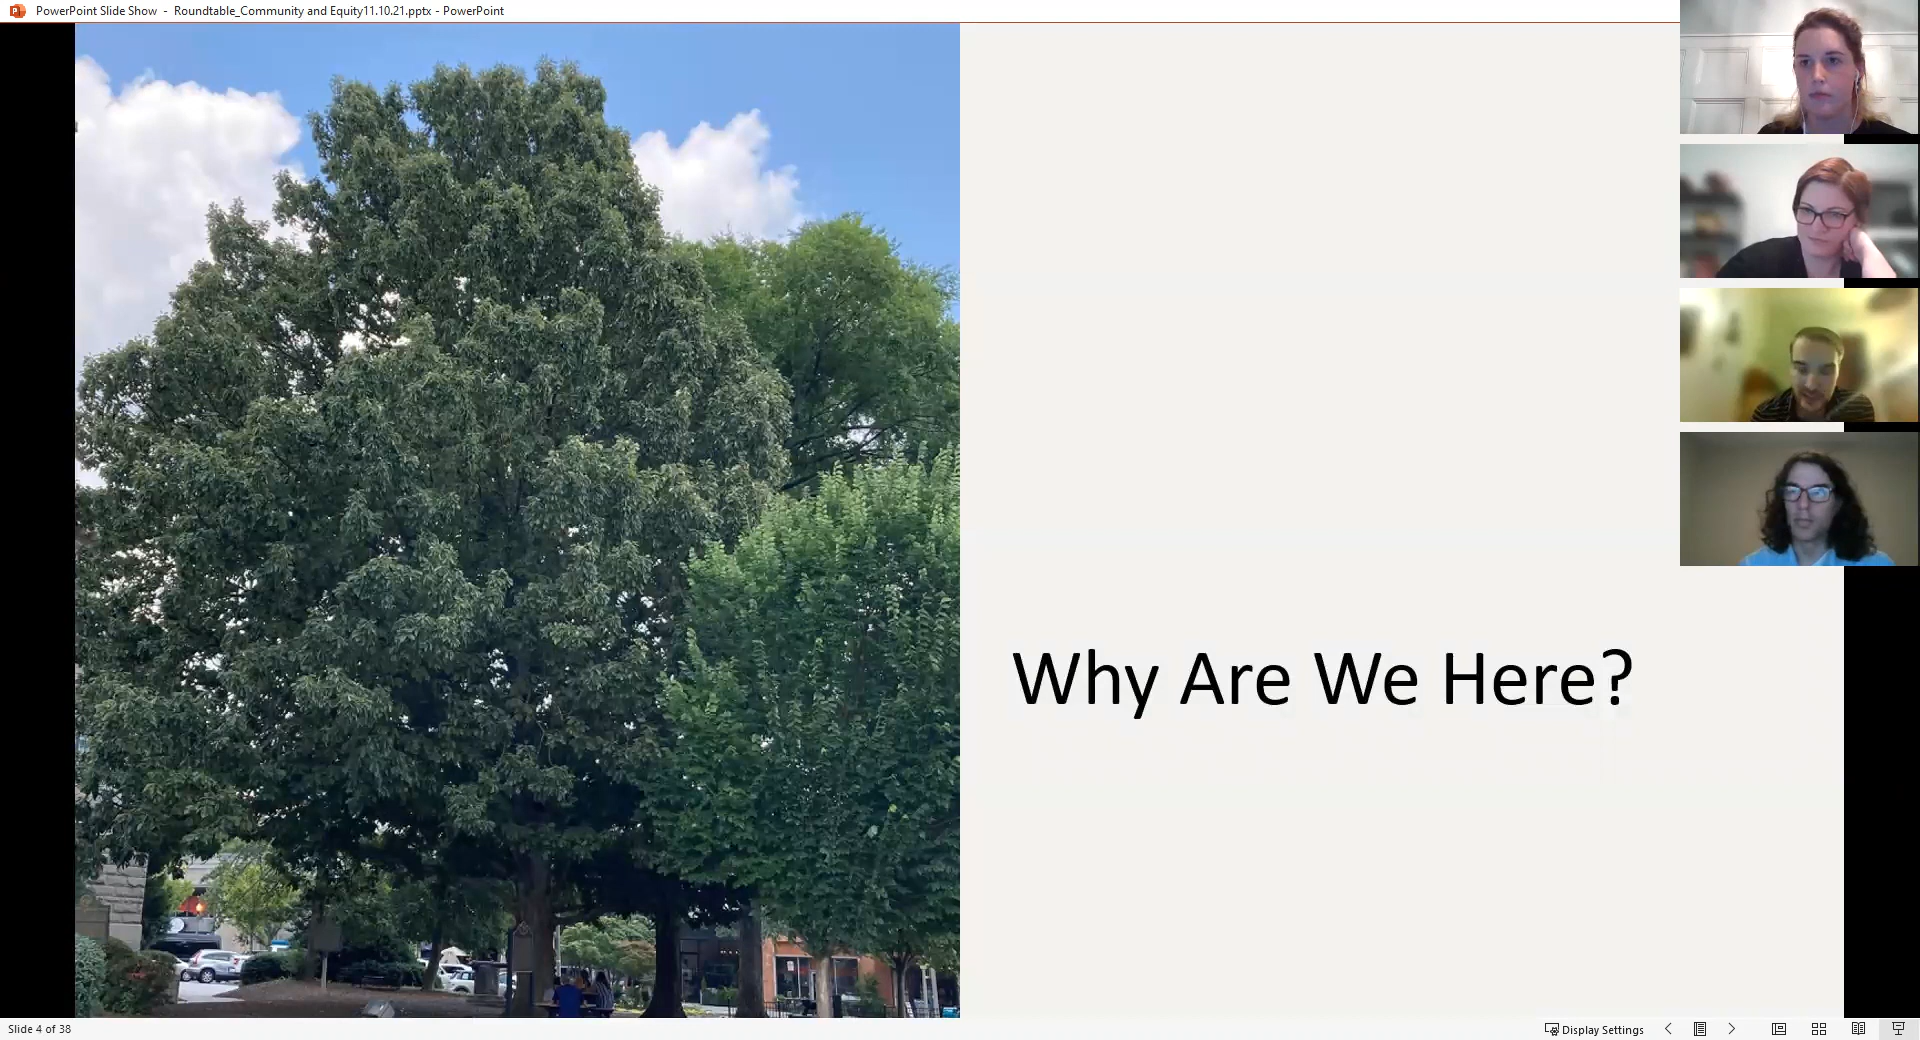 PowerPoint Slide Show - Roundtable_Community and Equity11.10.21.pptx - PowerPoint
Why Are We Here?
Slide 4 of 38
Display Settings